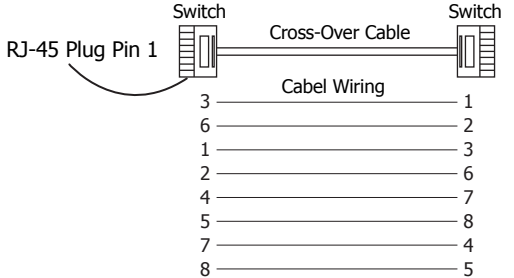 Switch Switch
Cross-Over Cable
RJ-45 Plug Pin 1
Cabel Wiring
3 1
6 2
1 3
2 6
4 7
5 8
7 4
8 5